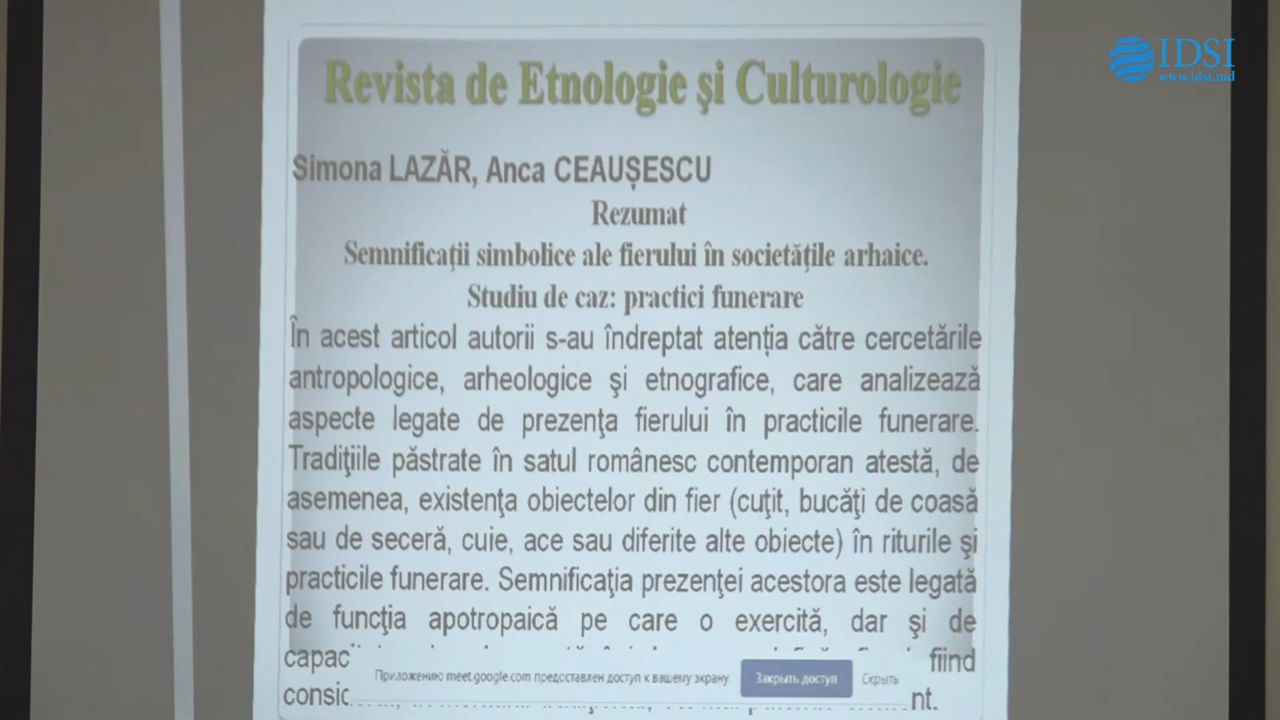 IDSI
www.idsi.md
Revista de Etnologie şi Culturologie
Simona LAZĂR, Anca CEAUȘESCU
Rezumat
Semnificaţii simbolice ale fierului în societăţile arhaice.
Studiu de caz: practici funerare
În acest articol autorii s-au îndreptat atenția către cercetările
antropologice, arheologice şi etnografice, care analizează
aspecte legate de prezenţa fierului în practicile funerare.
Tradiţiile păstrate în satul românesc contemporan atestă, de
asemenea, existenţa obiectelor din fier (cuţit, bucăţi de coasă
sau de seceră, cuie, ace sau diferite alte obiecte) în riturile şi
practicile funerare. Semnificaţia prezenţei acestora este legată
de funcţia apotropaică pe care o exercită, dar şi de
fiind
Приложению meet.google.com предоставлен доступ к вашему экрану.
Закрыть доступ
Скрыть
nt.